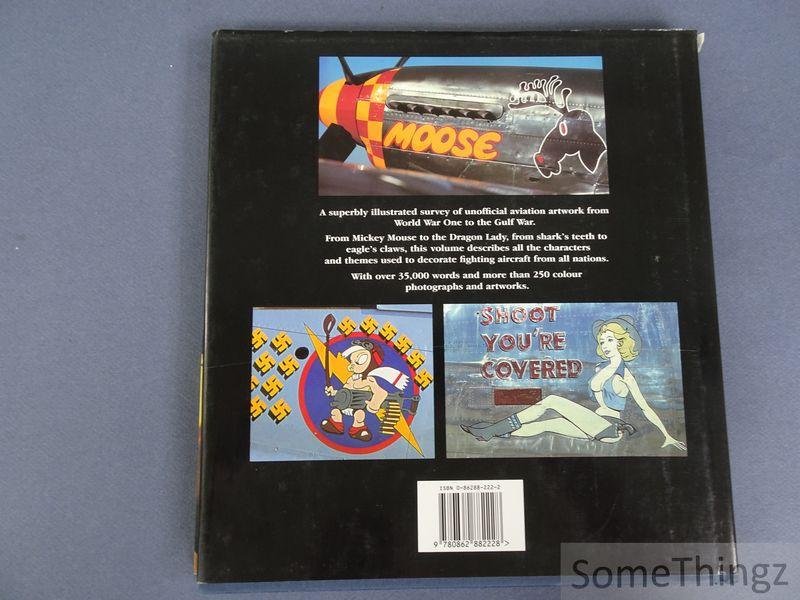 MOOSE
A superbly illustrated survey of unofficial aviation artwork from
World War One to the Gulf War.
From Mickey Mouse to the Dragon Lady, from shark's teeth to
eagle's claws, this volume describes all the characters
and themes used to decorate fighting aircraft from all nations.
With over 35,000 words and more than 250 colour
photographs and artworks.
SHOOT
YOU'RE
COVERED
ISBN 0-86288-222-2
9 780862 882228 >
SomeThingz